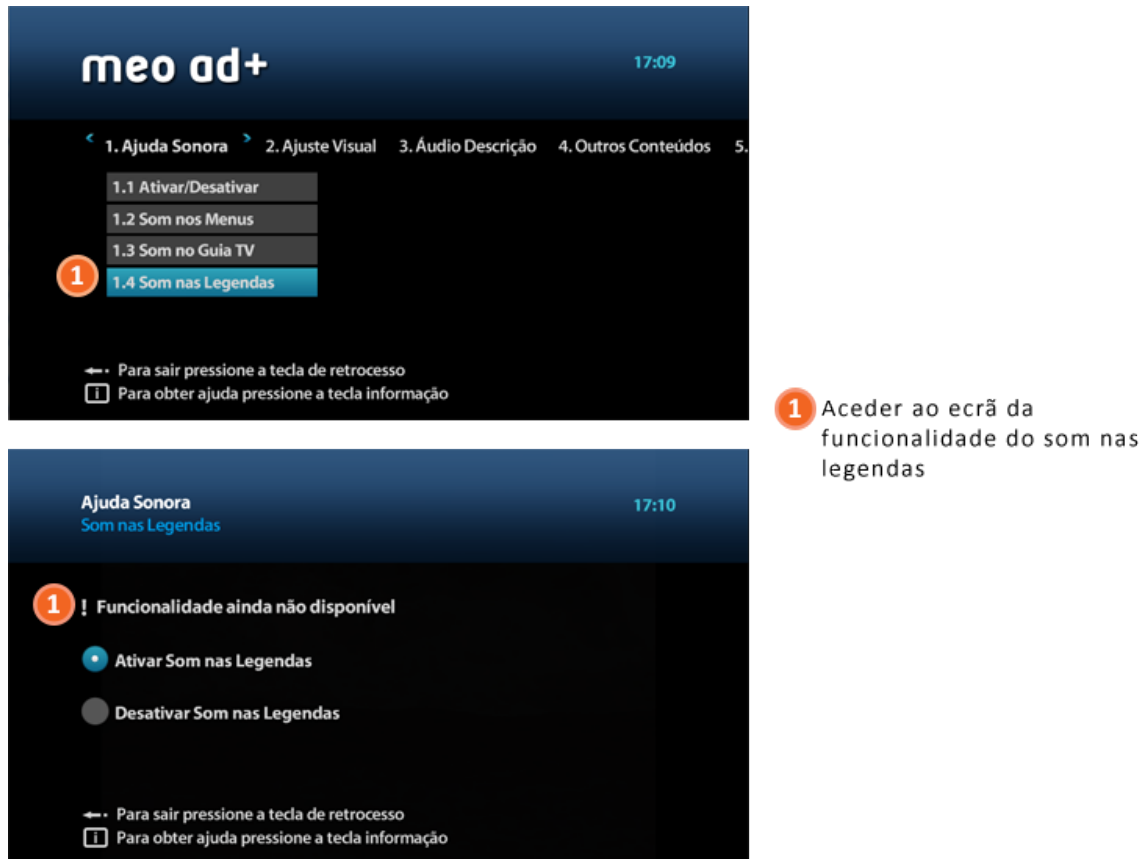 meo ad+
17:09
< 1. Ajuda Sonora > 2. Ajuste Visual 3. Áudio Descrição 4. Outros Conteúdos 5.
1.1 Ativar/Desativar
1.2 Som nos Menus
1.3 Som no Guia TV
1 1.4 Som nas Legendas
Para sair pressione a tecla de retrocesso
i Para obter ajuda pressione a tecla informação
1 Aceder ao ecrã da
funcionalidade do som nas
legendas
Ajuda Sonora
17:10
Som nas Legendas
1 ! Funcionalidade ainda não disponível
Ativar Som nas Legendas
Desativar Som nas Legendas
Para sair pressione a tecla de retrocesso
i Para obter ajuda pressione a tecla informação